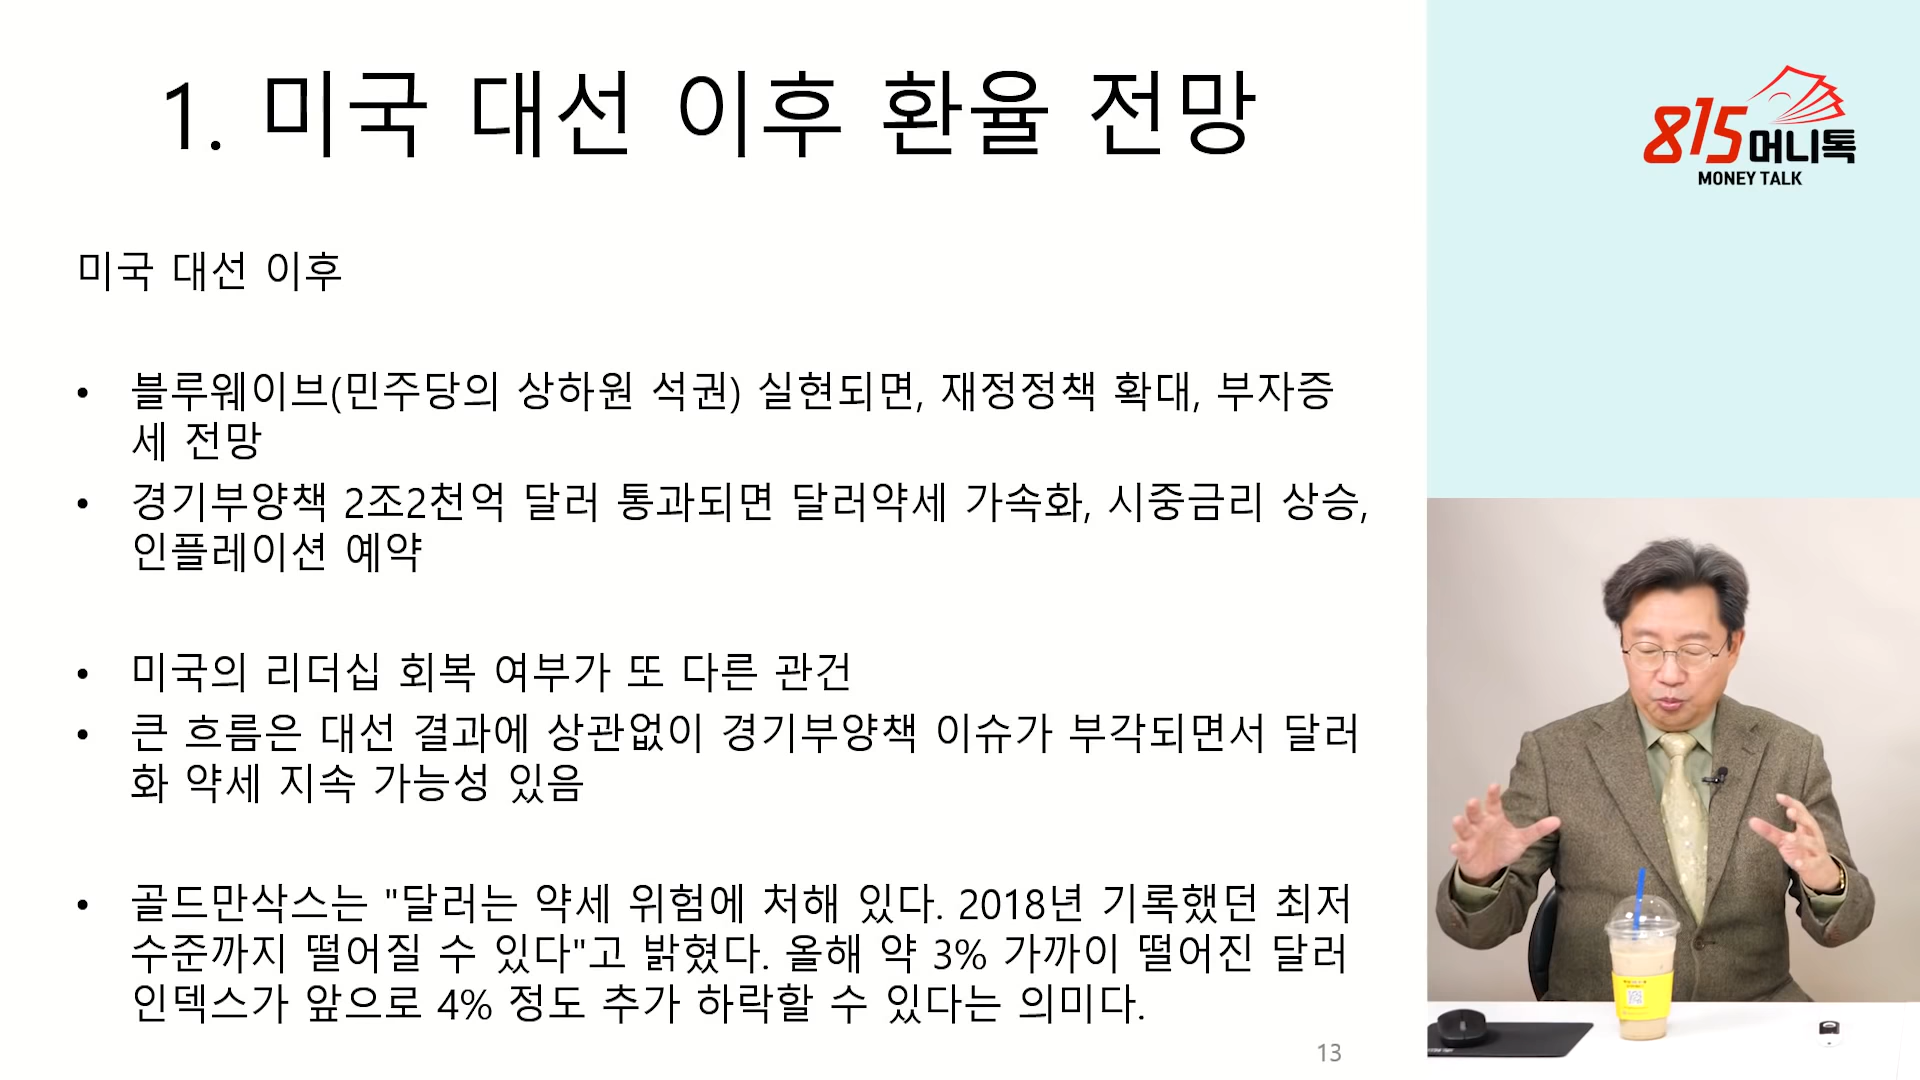 1. 미국 대선 이후 환율 전망
815머니톡
MONEY TALK
미국 대선 이후
• 블루웨이브(민주당의 상하원 석권) 실현되면, 재정정책 확대, 부자증
세 전망
• 경기부양책 2조2천억 달러 통과되면 달러약세 가속화, 시중금리 상승,
인플레이션 예약
• 미국의 리더십 회복 여부가 또 다른 관건
• 큰 흐름은 대선 결과에 상관없이 경기부양책 이슈가 부각되면서 달러
화 약세 지속 가능성 있음
• 골드만삭스는 "달러는 약세 위험에 처해 있다. 2018년 기록했던 최저
수준까지 떨어질 수 있다"고 밝혔다. 올해 약 3% 가까이 떨어진 달러
인덱스가 앞으로 4% 정도 추가 하락할 수 있다는 의미다.
13